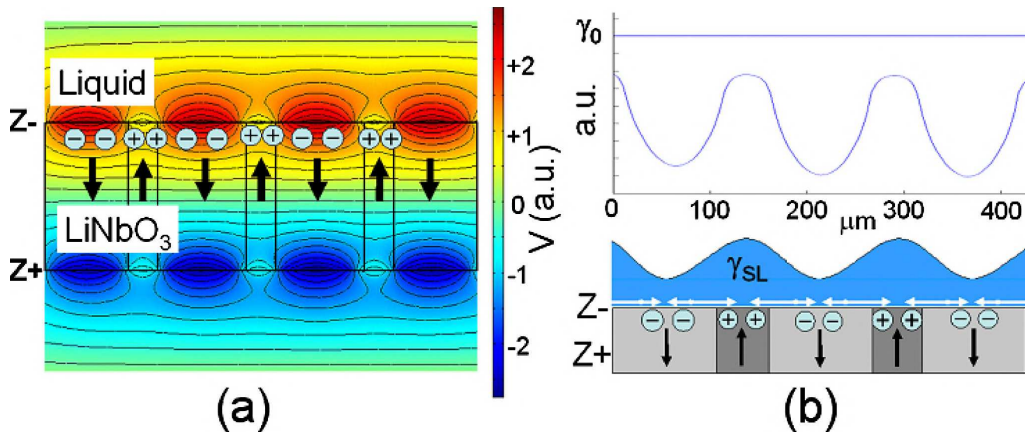 Liquid
Z-
− − + + − − + + − − + +
LiNbO3
Z+
+2
+1
0
-1
-2
V (a.u.)
(a)
γ0
a.u.
0 100 200 300 400
μm
γSL
Z-
− − + + − − + + − −
Z+
(b)